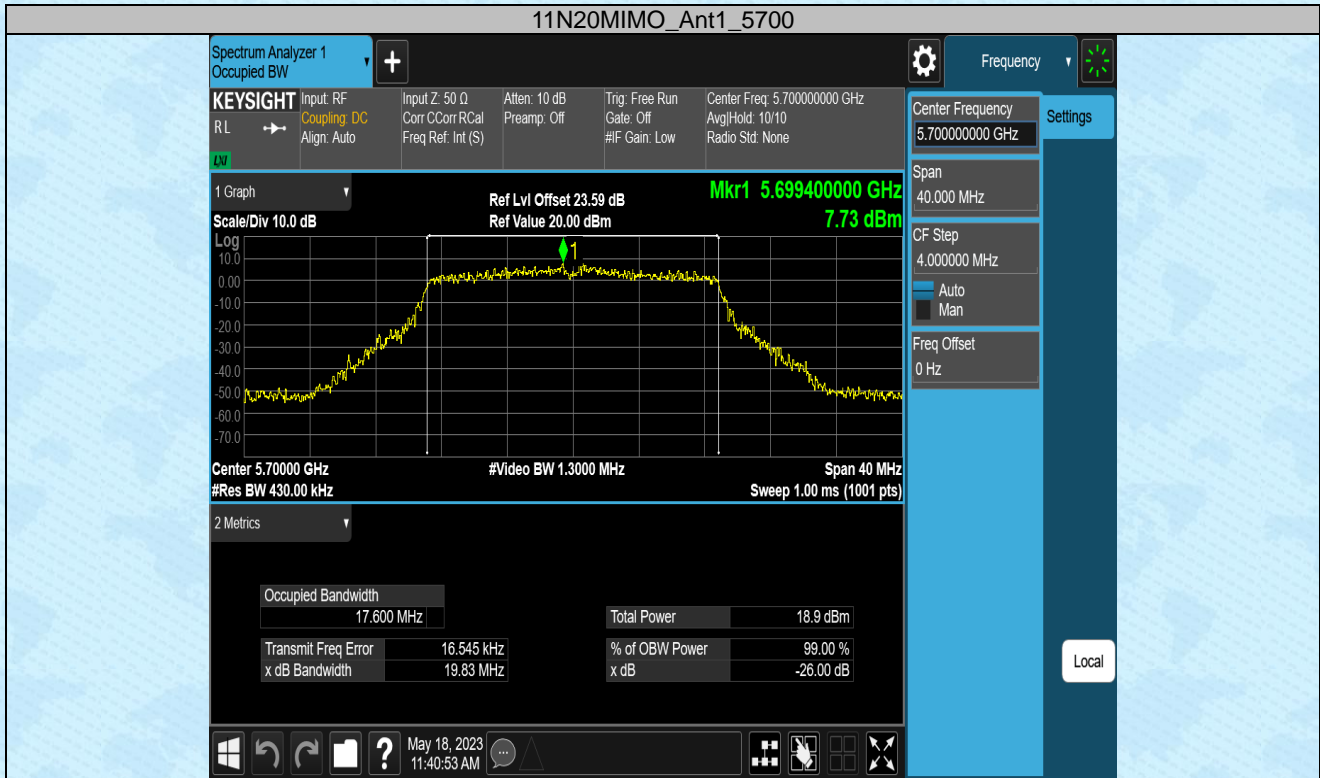 11N20MIMO_Ant1_5700
Spectrum Analyzer 1
Occupied BW
+
Frequency
KEYSIGHT
RL
LXI
Input: RF
Coupling: DC
Align: Auto
Input Z: 50 Ω
Corr CCorr RCal
Freq Ref: Int (S)
Atten: 10 dB
Preamp: Off
Trig: Free Run
Gate: Off
#IF Gain: Low
Center Freq: 5.700000000 GHz
Avg|Hold: 10/10
Radio Std: None
Center Frequency
5.700000000 GHz
Settings
Span
40.000 MHz
CF Step
4.000000 MHz
Auto
Man
Freq Offset
0 Hz
Local
1 Graph
Ref Lvl Offset 23.59 dB
Mkr1 5.699400000 GHz
Scale/Div 10.0 dB
Ref Value 20.00 dBm
7.73 dBm
Log
1
10.0
0.00
-10.0
-20.0
-30.0
-40.0
-50.0
-60.0
-70.0
Center 5.70000 GHz
#Video BW 1.3000 MHz
Span 40 MHz
#Res BW 430.00 kHz
Sweep 1.00 ms (1001 pts)
2 Metrics
Occupied Bandwidth
17.600 MHz
Total Power 18.9 dBm
Transmit Freq Error 16.545 kHz
% of OBW Power 99.00 %
x dB Bandwidth 19.83 MHz
x dB -26.00 dB
?
May 18, 2023
11:40:53 AM